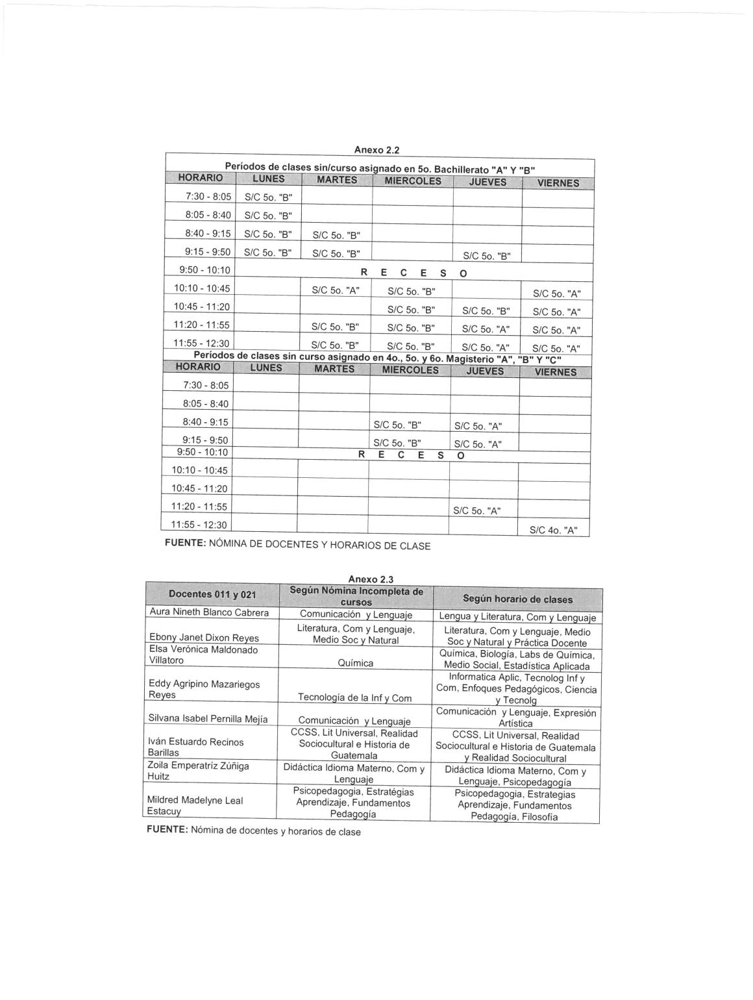 Anexo 2.2
Períodos de clases sin/curso asignado en 5o. Bachillerato "A" Y "B"
HORARIO LUNES MARTES MIERCOLES JUEVES VIERNES
7:30 - 8:05 S/C 5o. "B"
8:05 - 8:40 S/C 5o. "B"
8:40 - 9:15 S/C 5o. "B" S/C 5o. "B"
9:15 - 9:50 S/C 5o. "B" S/C 5o. "B" S/C 5o. "B"
9:50 - 10:10 R E C E S O
10:10 - 10:45 S/C 5o. "A" S/C 5o. "B" S/C 5o. "A"
10:45 - 11:20 S/C 5o. "B" S/C 5o. "B" S/C 5o. "A"
11:20 - 11:55 S/C 5o. "B" S/C 5o. "B" S/C 5o. "A" S/C 5o. "A"
11:55 - 12:30 S/C 5o. "B" S/C 5o. "B" S/C 5o. "A" S/C 5o. "A"
Períodos de clases sin curso asignado en 4o., 5o. y 6o. Magisterio "A", "B" Y "C"
HORARIO LUNES MARTES MIERCOLES JUEVES VIERNES
7:30 - 8:05
8:05 - 8:40
8:40 - 9:15 S/C 5o. "B" S/C 5o. "A"
9:15 - 9:50 S/C 5o. "B" S/C 5o. "A"
9:50 - 10:10 R E C E S O
10:10 - 10:45
10:45 - 11:20
11:20 - 11:55 S/C 5o. "A"
11:55 - 12:30 S/C 4o. "A"
FUENTE: NÓMINA DE DOCENTES Y HORARIOS DE CLASE
Anexo 2.3
Docentes 011 y 021
Según Nómina Incompleta de
cursos
Según horario de clases
Aura Nineth Blanco Cabrera
Comunicación y Lenguaje
Lengua y Literatura, Com y Lenguaje
Ebony Janet Dixon Reyes
Literatura, Com y Lenguaje,
Medio Soc y Natural
Literatura, Com y Lenguaje, Medio
Soc y Natural y Práctica Docente
Elsa Verónica Maldonado
Villatoro
Química
Química, Biología, Labs de Química,
Medio Social, Estadística Aplicada
Eddy Agripino Mazariegos
Reyes
Tecnología de la Inf y Com
Informatica Aplic, Tecnolog Inf y
Com, Enfoques Pedagógicos, Ciencia
y Tecnolg
Silvana Isabel Pernilla Mejía
Comunicación y Lenguaje
Comunicación y Lenguaje, Expresión
Artística
Iván Estuardo Recinos
Barillas
CCSS, Lit Universal, Realidad
Sociocultural e Historia de
Guatemala
CCSS, Lit Universal, Realidad
Sociocultural e Historia de Guatemala
y Realidad Sociocultural
Zoila Emperatríz Zúñiga
Huitz
Didáctica Idioma Materno, Com y
Lenguaje
Didáctica Idioma Materno, Com y
Lenguaje, Psicopedagogía
Mildred Madelyne Leal
Estacuy
Psicopedagogia, Estratégias
Aprendizaje, Fundamentos
Pedagogía
Psicopedagogia, Estrategias
Aprendizaje, Fundamentos
Pedagogía, Filosofía
FUENTE: Nómina de docentes y horarios de clase